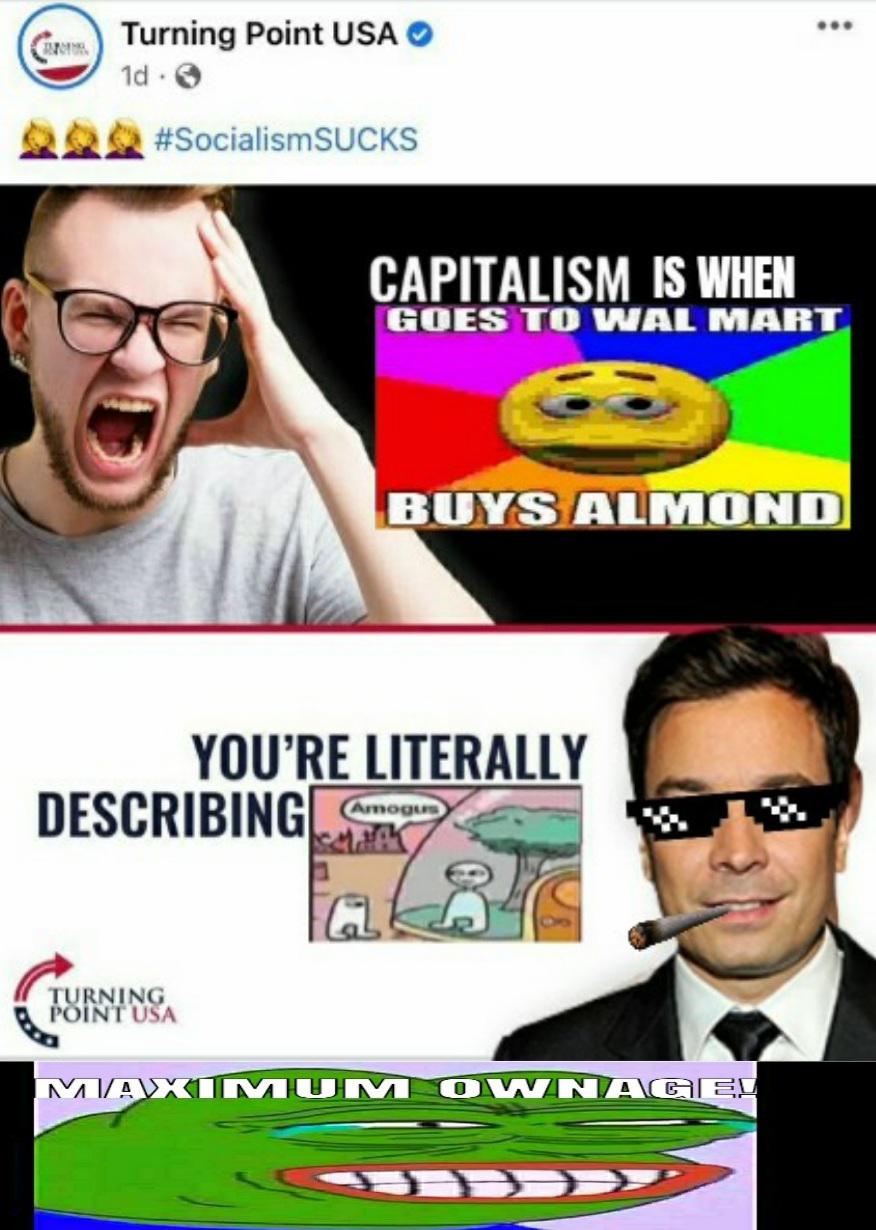 Turning Point USA
1d ·
🤦‍♀️🤦‍♀️🤦‍♀️ #SocialismSUCKS
CAPITALISM IS WHEN
GOES TO WAL MART
BUYS ALMOND
YOU'RE LITERALLY
DESCRIBING
Amogus
TURNING
POINT USA
MAXIMUM OWNAGE!